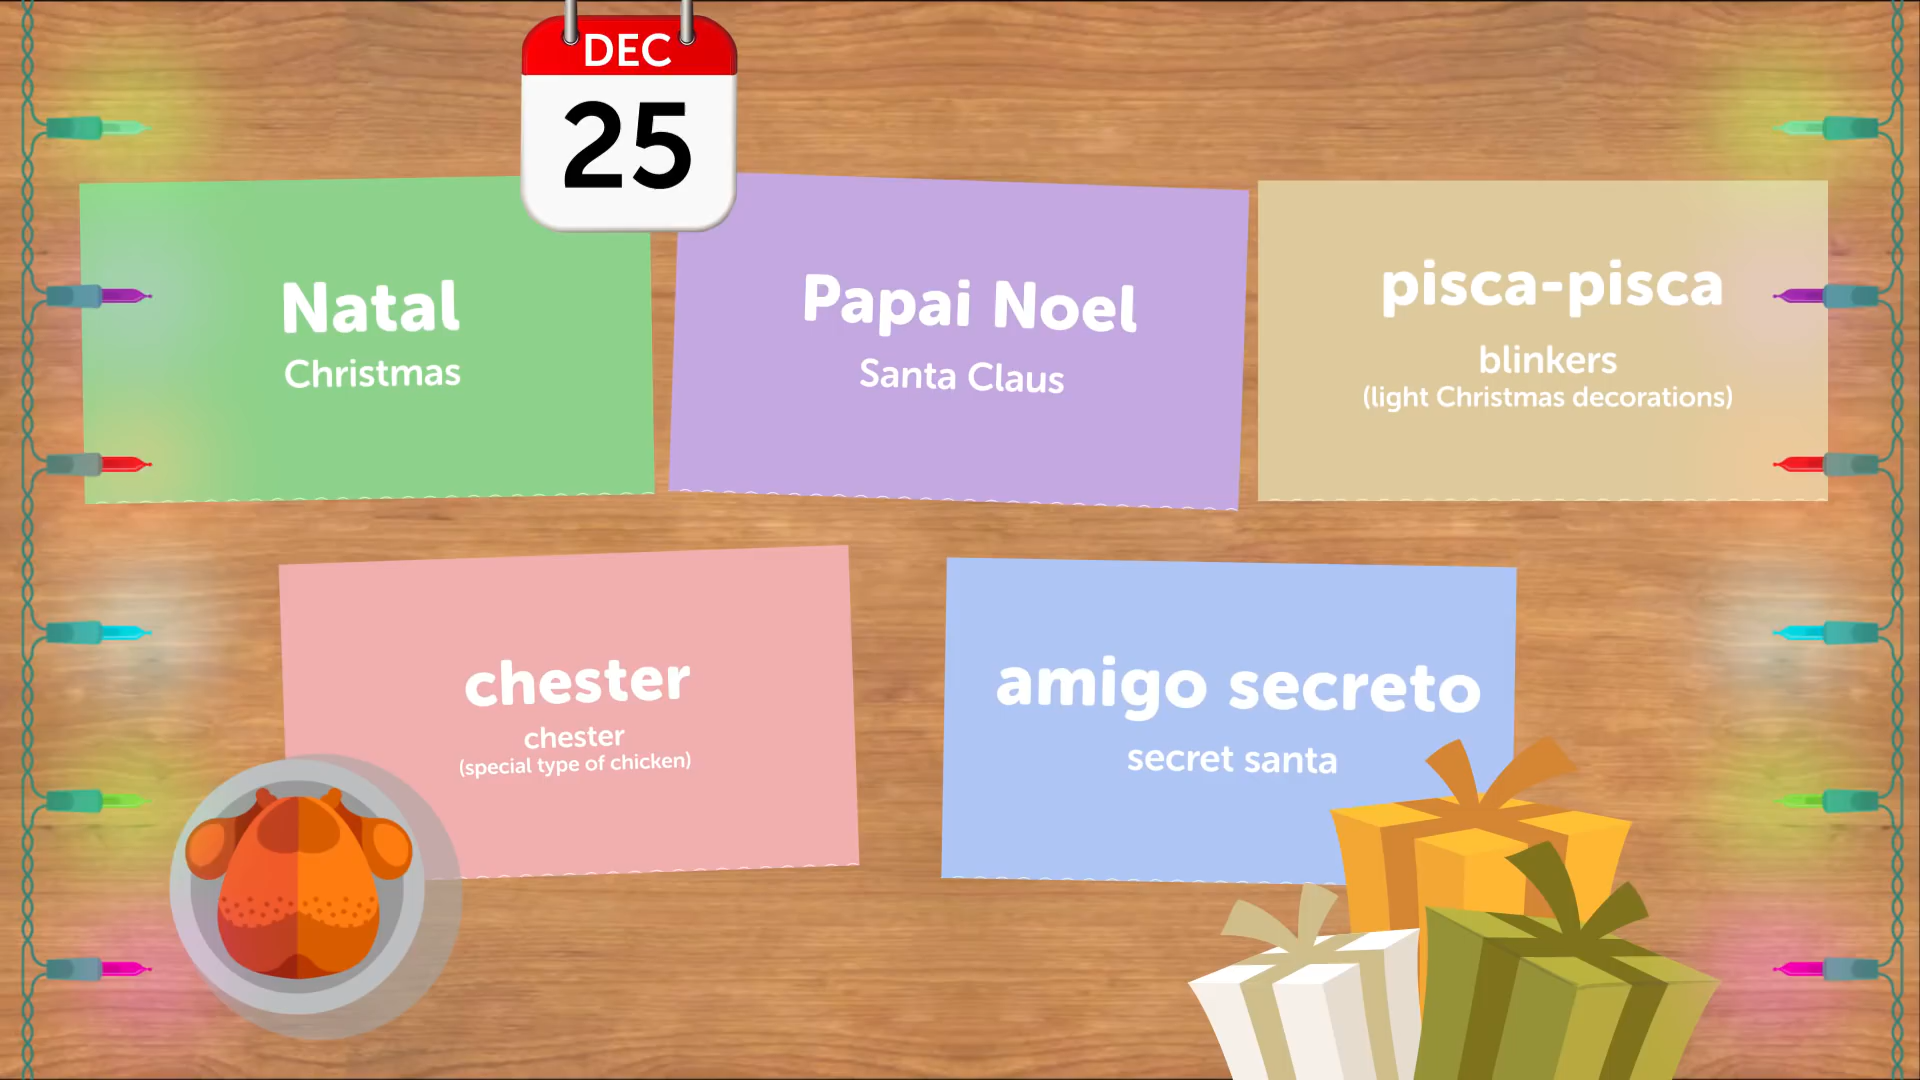 DEC
25
Natal
Christmas
Papai Noel
Santa Claus
pisca-pisca
blinkers
(light Christmas decorations)
chester
chester
(special type of chicken)
amigo secreto
secret santa